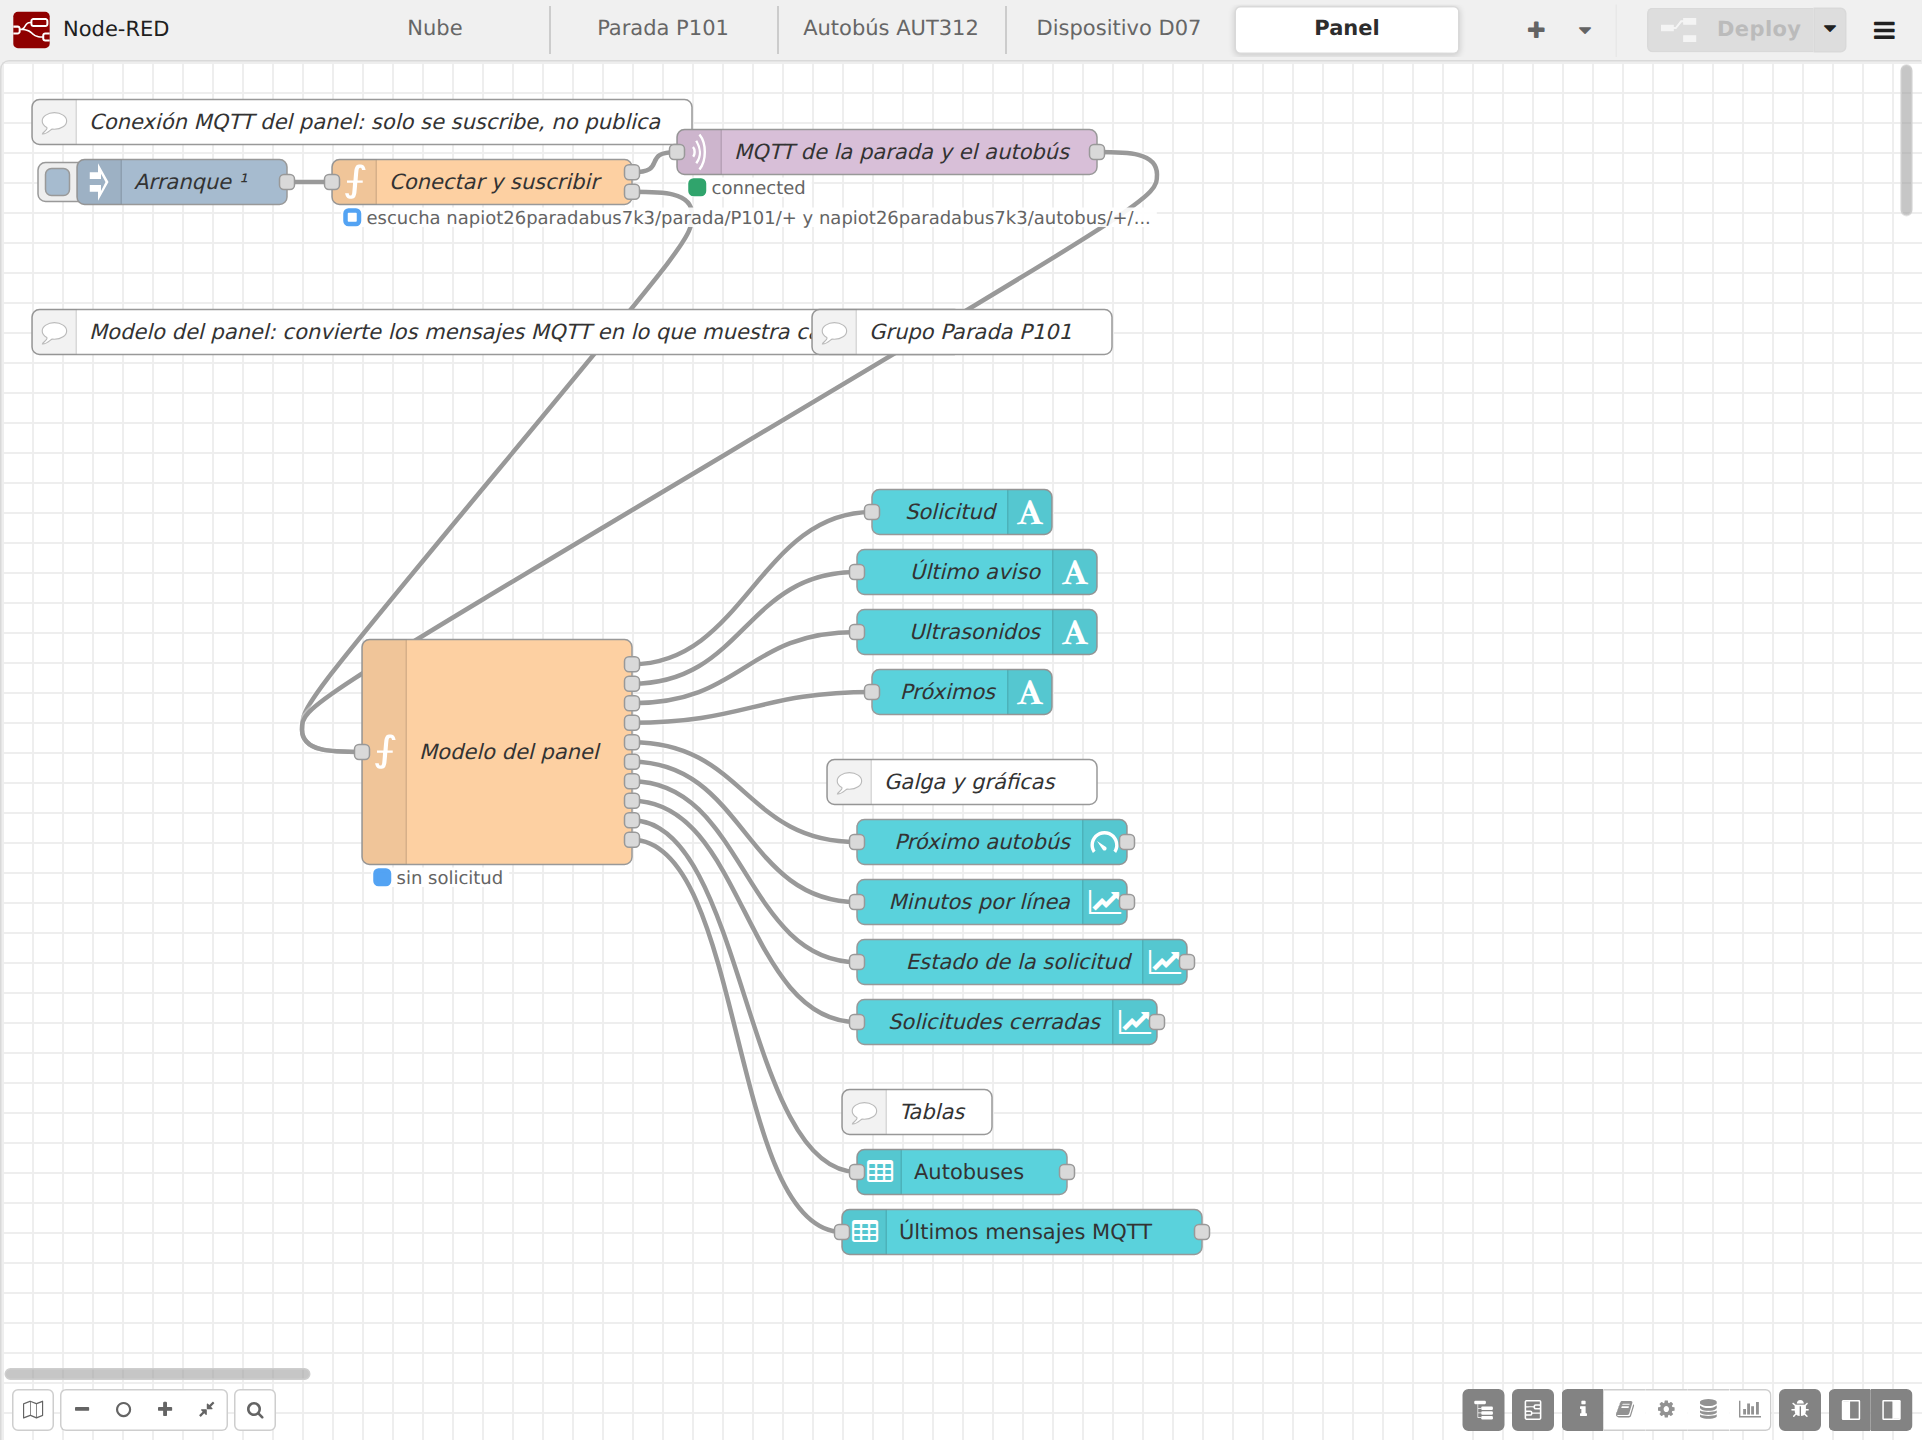 Node-RED
Nube
Parada P101
Autobús AUT312
Dispositivo D07
Panel
Deploy
Conexión MQTT del panel: solo se suscribe, no publica
MQTT de la parada y el autobús
Arranque ¹
Conectar y suscribir
connected
escucha napiot26paradabus7k3/parada/P101/+ y napiot26paradabus7k3/autobus/+/...
Modelo del panel: convierte los mensajes MQTT en lo que muestra
Grupo Parada P101
Solicitud
Último aviso
Ultrasonidos
Próximos
Modelo del panel
Galga y gráficas
Próximo autobús
sin solicitud
Minutos por línea
Estado de la solicitud
Solicitudes cerradas
Tablas
Autobuses
Últimos mensajes MQTT